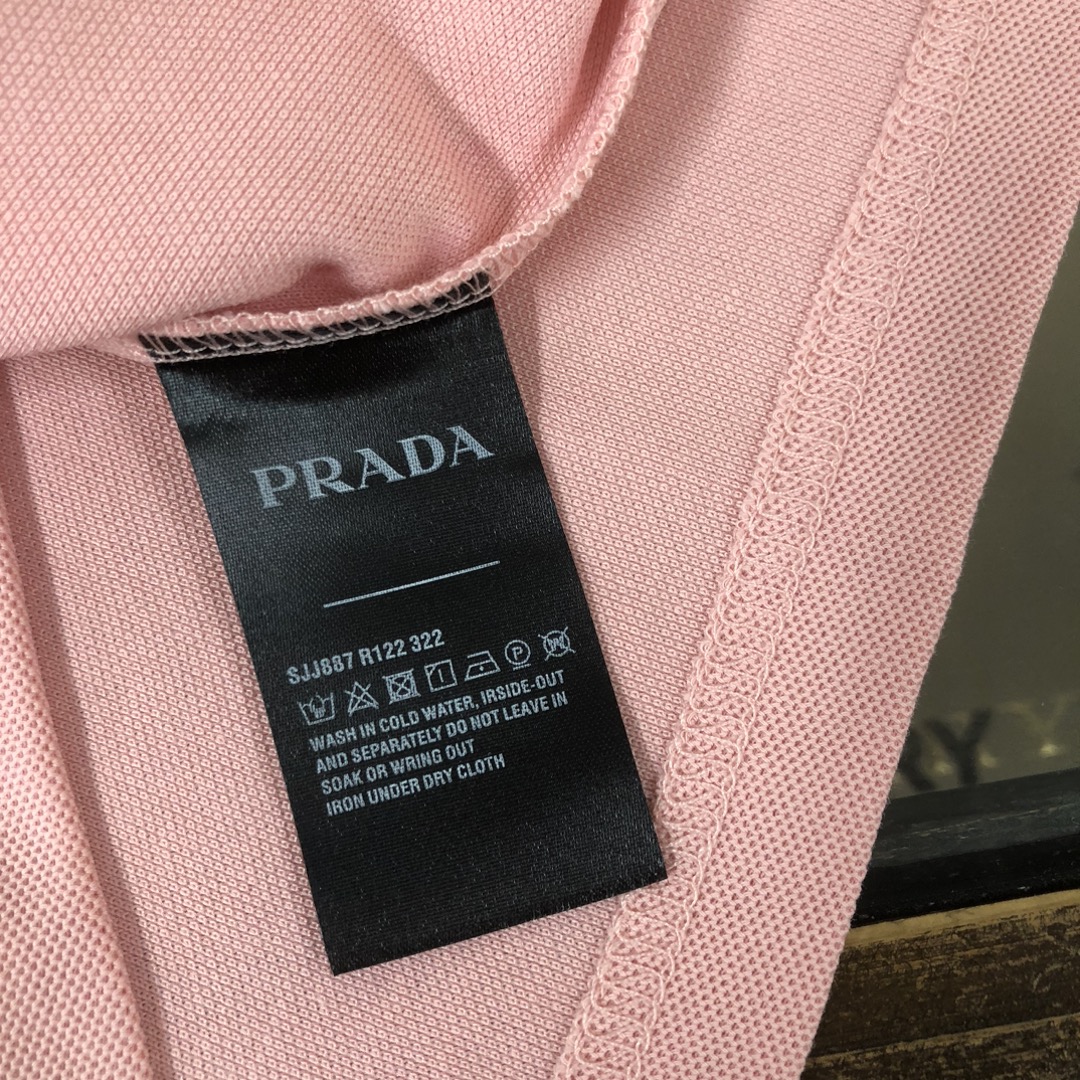 PRADA
SJJ887 R122 322
WASH IN COLD WATER, IRSIDE-OUT
AND SEPARATELY DO NOT LEAVE IN
SOAK OR WRING OUT
IRON UNDER DRY CLOTH